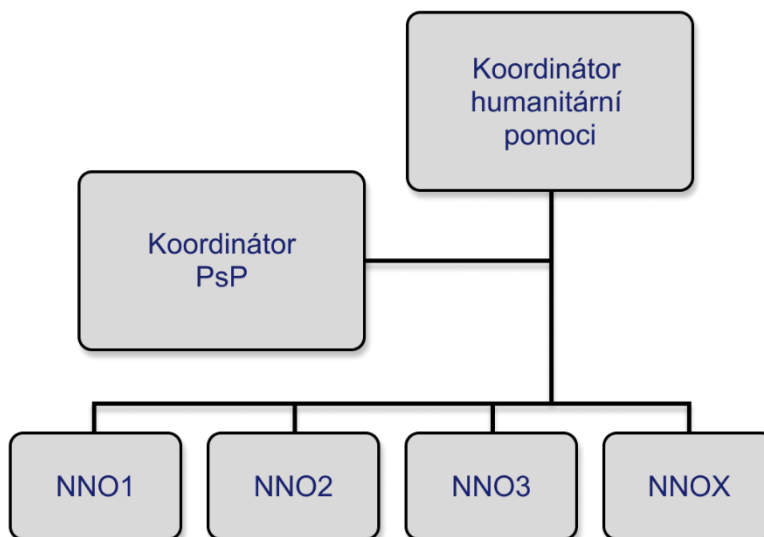 Koordinátor
humanitární
pomoci
Koordinátor
PsP
NNO1
NNO2
NNO3
NNOX